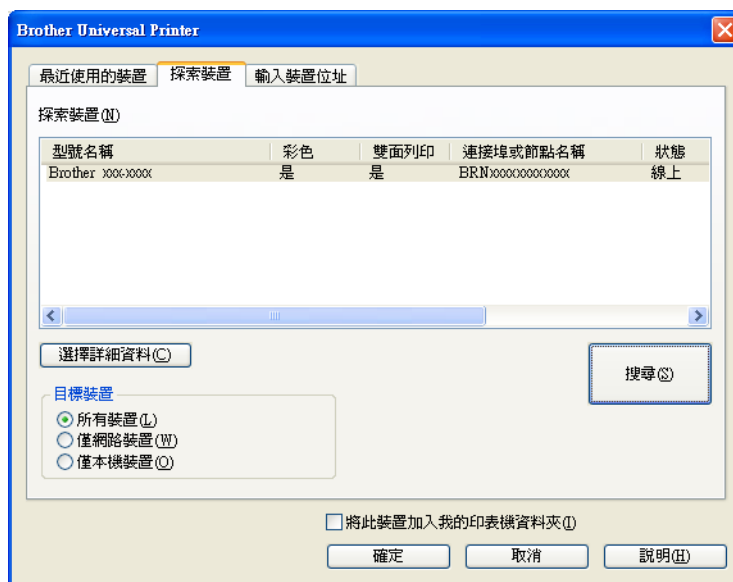 Brother Universal Printer
最近使用的裝置 探索裝置 輸入裝置位址
探索裝置(N)
型號名稱 彩色 雙面列印 連接埠或節點名稱 狀態
Brother xxx-xxxx 是 是 BRNxxxxxxxxxxxx 線上
選擇詳細資料(C)
搜尋(S)
目標裝置
所有裝置(L)
僅網路裝置(W)
僅本機裝置(O)
將此裝置加入我的印表機資料夾(I)
確定 取消 說明(H)